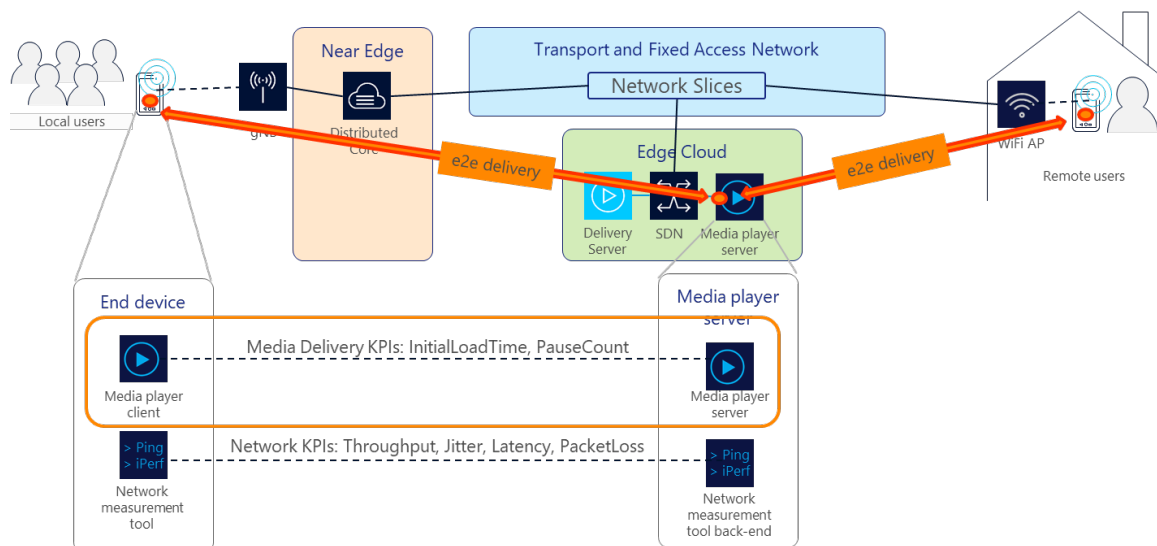 Near Edge
Transport and Fixed Access Network
Network Slices
Local users
Distributed
Core
WiFi AP
Edge Cloud
e2e delivery
e2e delivery
Remote users
Delivery
Server
SDN
Media player
server
End device
Media player
server
Media Delivery KPIs: InitialLoadTime, PauseCount
Media player
client
Media player
server
Network KPIs: Throughput, Jitter, Latency, PacketLoss
> Ping
> iPerf
> Ping
> iPerf
Network
measurement
tool
Network
measurement
tool back-end